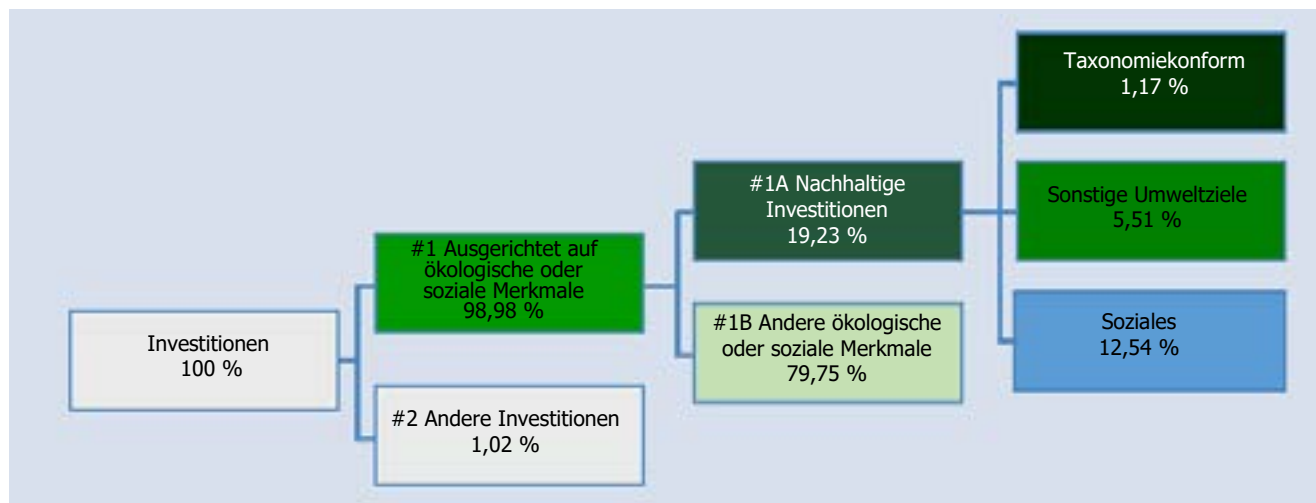 Investitionen
100 %
#1 Ausgerichtet auf
ökologische oder
soziale Merkmale
98,98 %
#2 Andere Investitionen
1,02 %
#1A Nachhaltige
Investitionen
19,23 %
#1B Andere ökologische
oder soziale Merkmale
79,75 %
Taxonomiekonform
1,17 %
Sonstige Umweltziele
5,51 %
Soziales
12,54 %